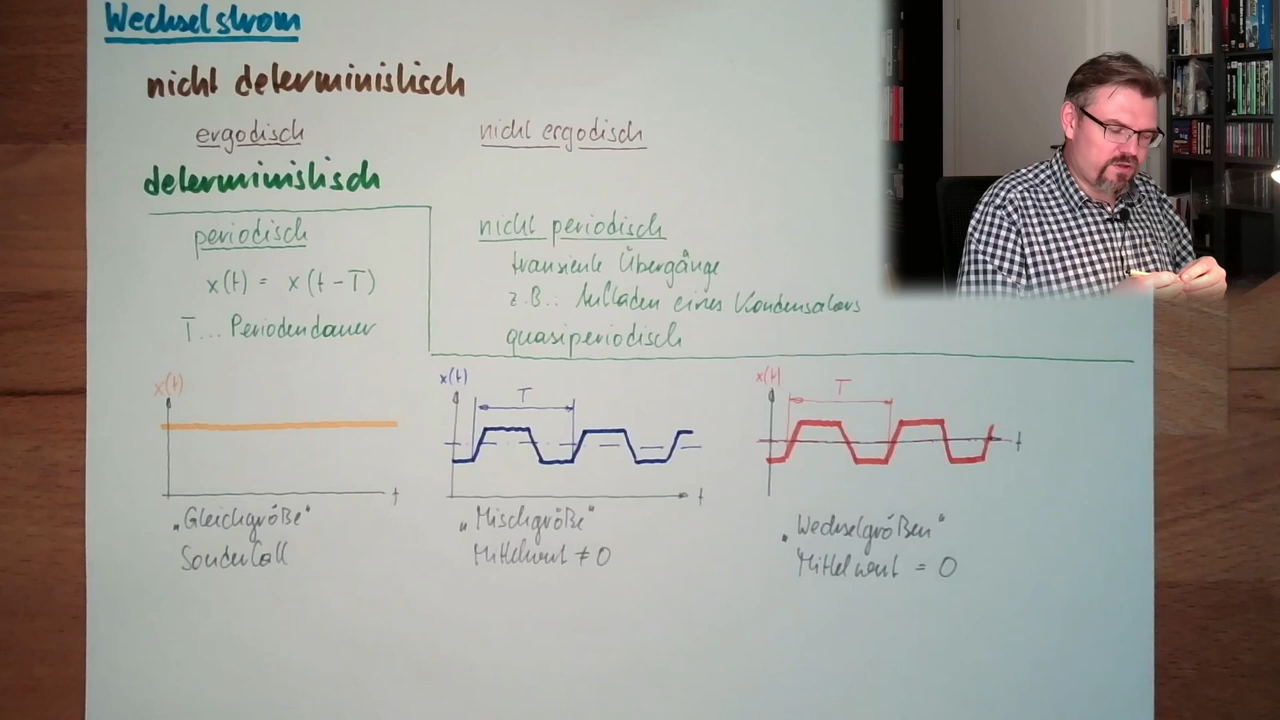 Wechselstrom
nicht deterministisch
ergodisch
nicht ergodisch
deterministisch
periodisch
x(t) = x(t-T)
T... Periodendauer
nicht periodisch
transiente Übergänge
z.B.: Aufladen eines Kondensators
quasiperiodisch
x(t)
t
"Gleichgröße"
Sonderfall
x(t)
T
t
"Mischgröße"
Mittelwert ≠ 0
x(t)
T
t
"Wechselgrößen"
Mittelwert = 0